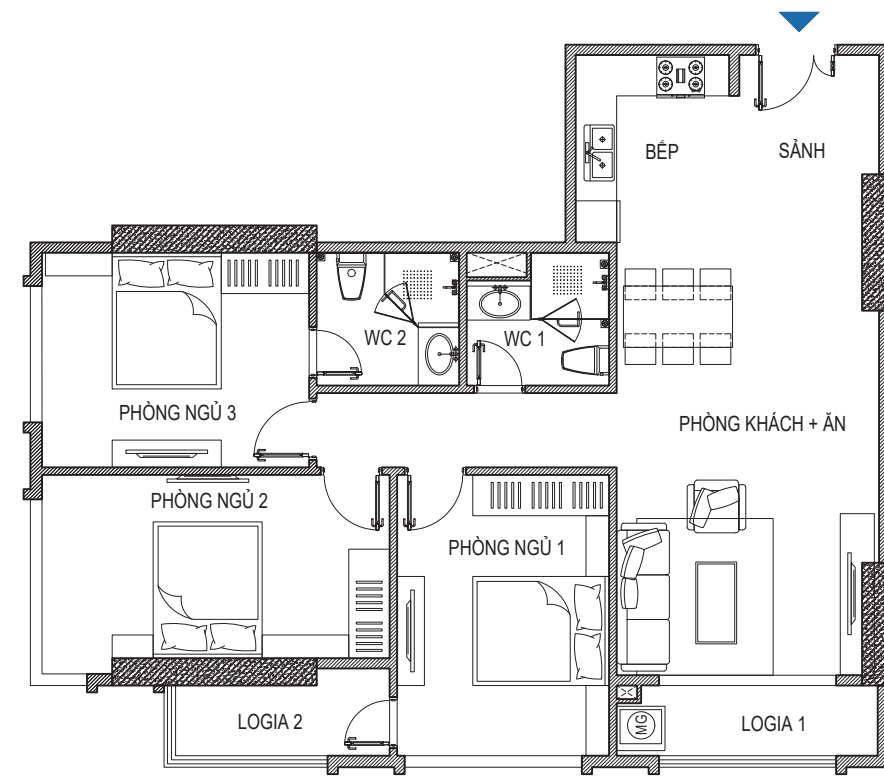 BẾP
SẢNH
WC 2
WC 1
PHÒNG NGỦ 3
PHÒNG KHÁCH + ĂN
PHÒNG NGỦ 2
PHÒNG NGỦ 1
LOGIA 2
MG
LOGIA 1